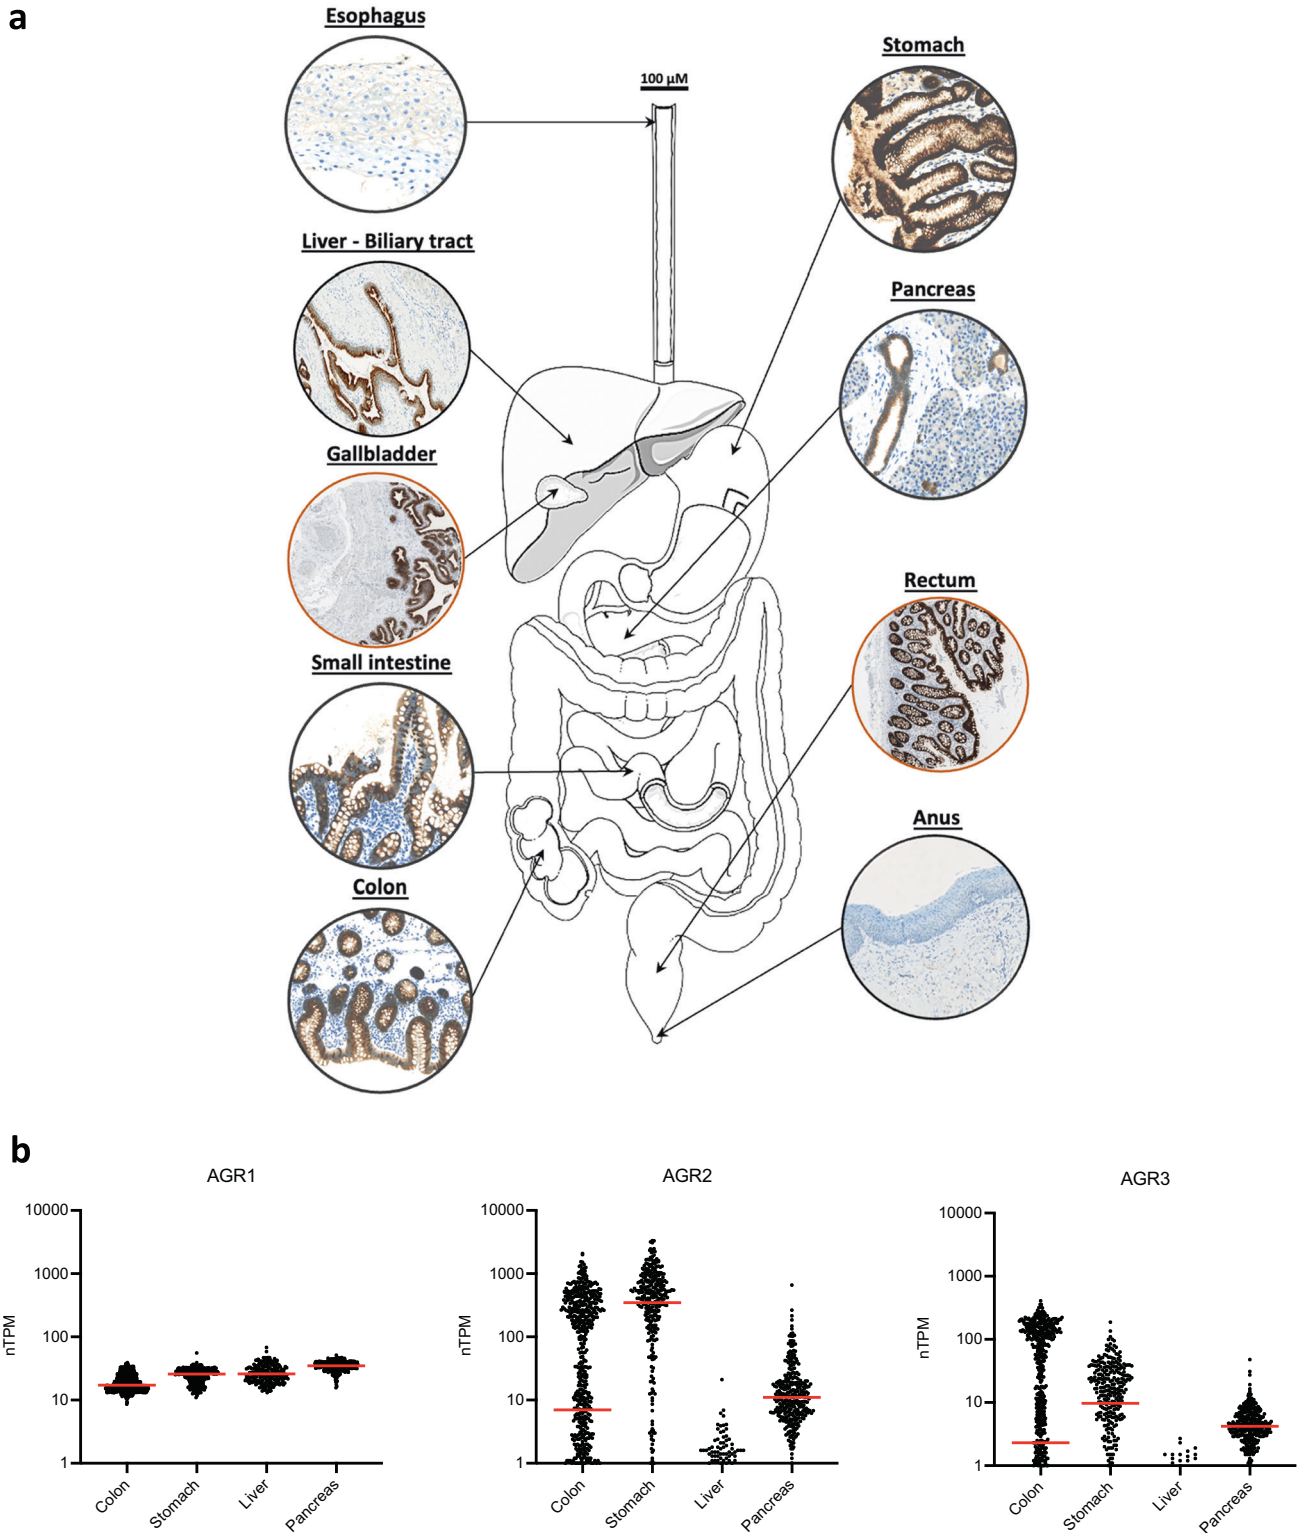 a
Esophagus
Stomach
100 µM
Liver - Biliary tract
Pancreas
Gallbladder
Rectum
Small intestine
Anus
Colon
b
AGR1
nTPM
10000
1000
100
10
1
Colon
Stomach
Liver
Pancreas
AGR2
nTPM
10000
1000
100
10
1
Colon
Stomach
Liver
Pancreas
AGR3
nTPM
10000
1000
100
10
1
Colon
Stomach
Liver
Pancreas